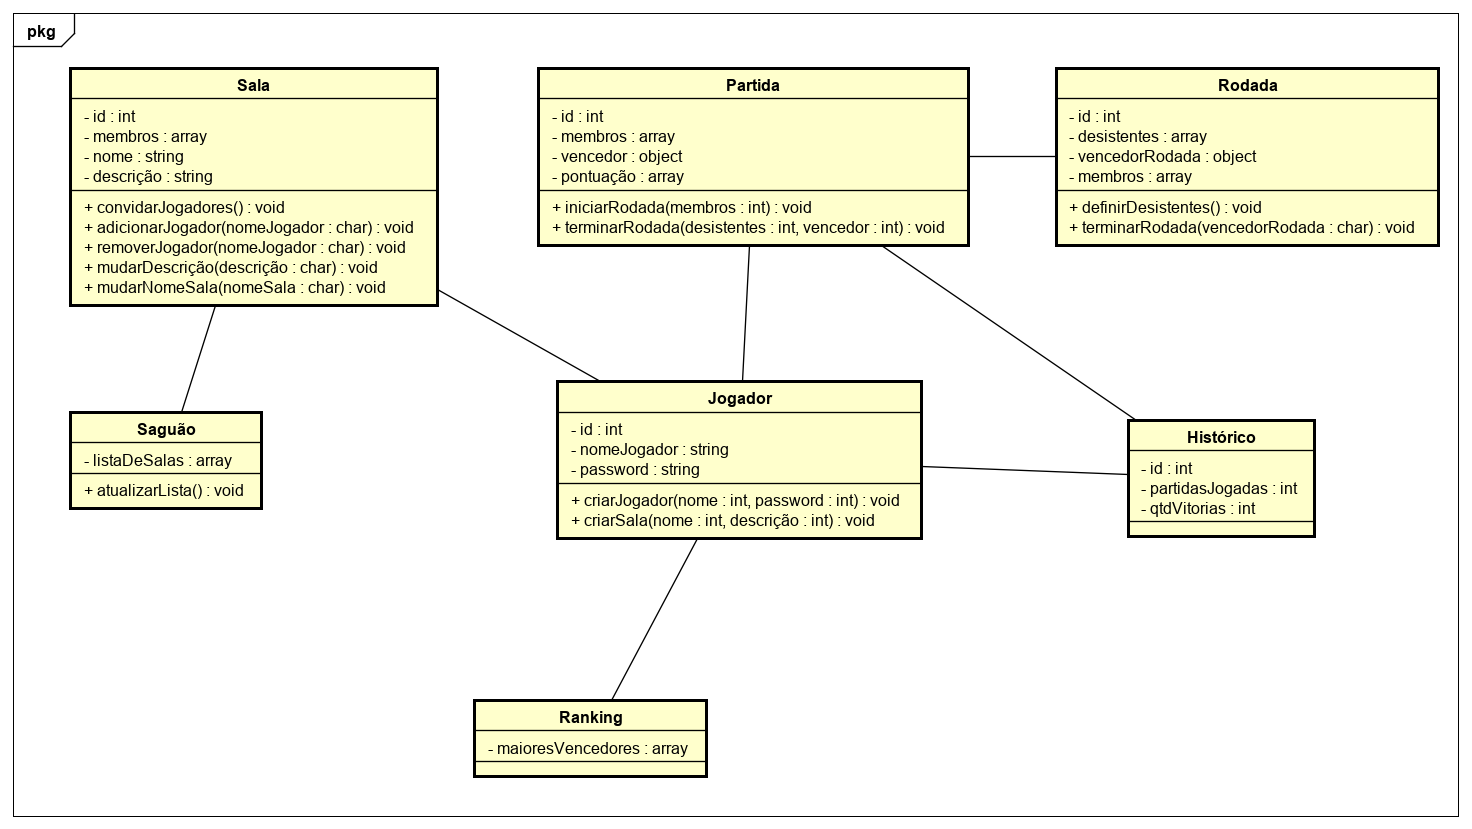 pkg
Sala
- id : int
- membros : array
- nome : string
- descrição : string
+ convidarJogadores() : void
+ adicionarJogador(nomeJogador : char) : void
+ removerJogador(nomeJogador : char) : void
+ mudarDescrição(descrição : char) : void
+ mudarNomeSala(nomeSala : char) : void
Partida
- id : int
- membros : array
- vencedor : object
- pontuação : array
+ iniciarRodada(membros : int) : void
+ terminarRodada(desistentes : int, vencedor : int) : void
Rodada
- id : int
- desistentes : array
- vencedorRodada : object
- membros : array
+ definirDesistentes() : void
+ terminarRodada(vencedorRodada : char) : void
Saguão
- listaDeSalas : array
+ atualizarLista() : void
Jogador
- id : int
- nomeJogador : string
- password : string
+ criarJogador(nome : int, password : int) : void
+ criarSala(nome : int, descrição : int) : void
Histórico
- id : int
- partidasJogadas : int
- qtdVitorias : int
Ranking
- maioresVencedores : array